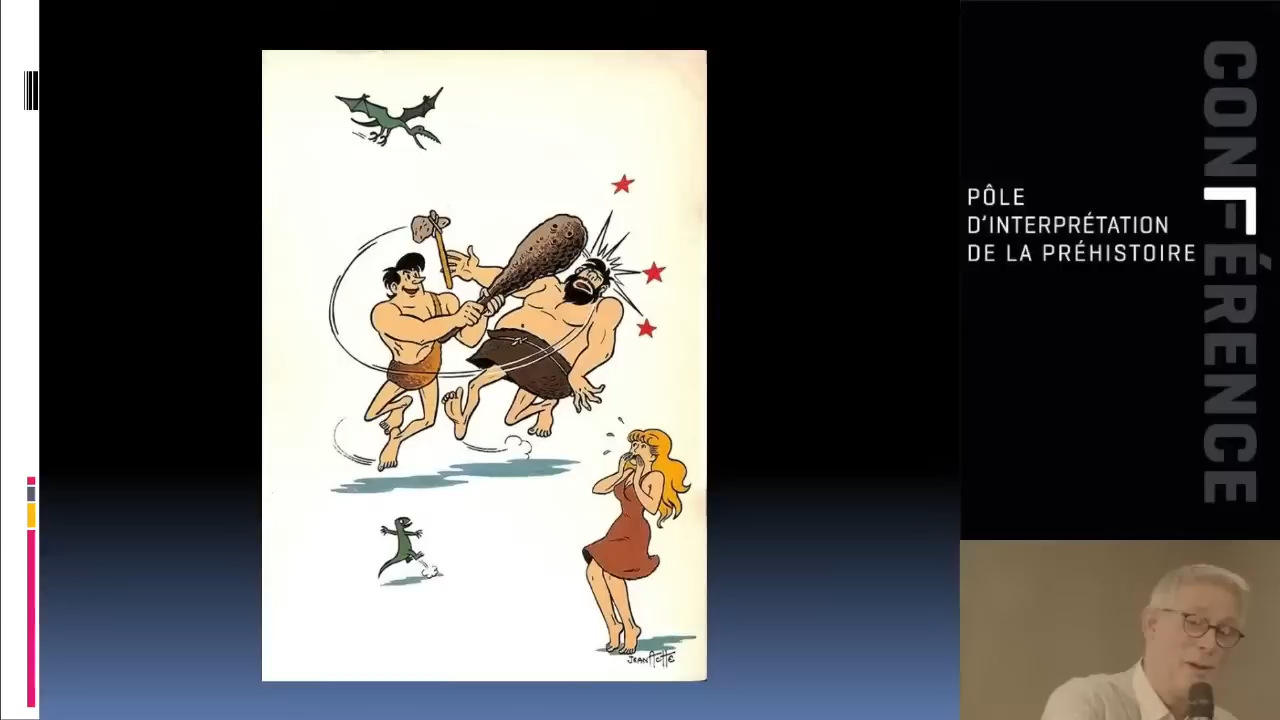 JEAN ACHE
PÔLE
D'INTERPRÉTATION
DE LA PRÉHISTOIRE
CONFÉRENCE